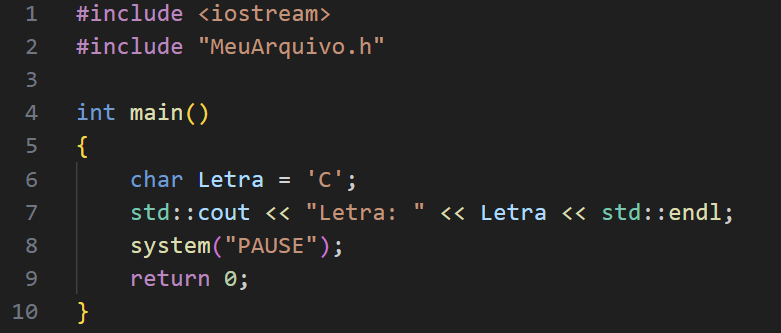 1 #include <iostream>
2 #include "MeuArquivo.h"
3
4 int main()
5 {
6 char Letra = 'C';
7 std::cout << "Letra: " << Letra << std::endl;
8 system("PAUSE");
9 return 0;
10 }